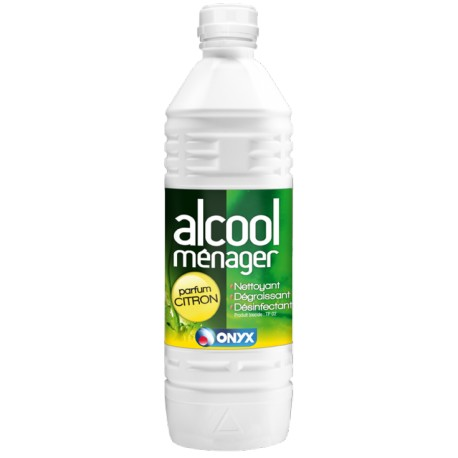 alcool
ménager
parfum
CITRON
Nettoyant
Dégraissant
Désinfectant
ONYX